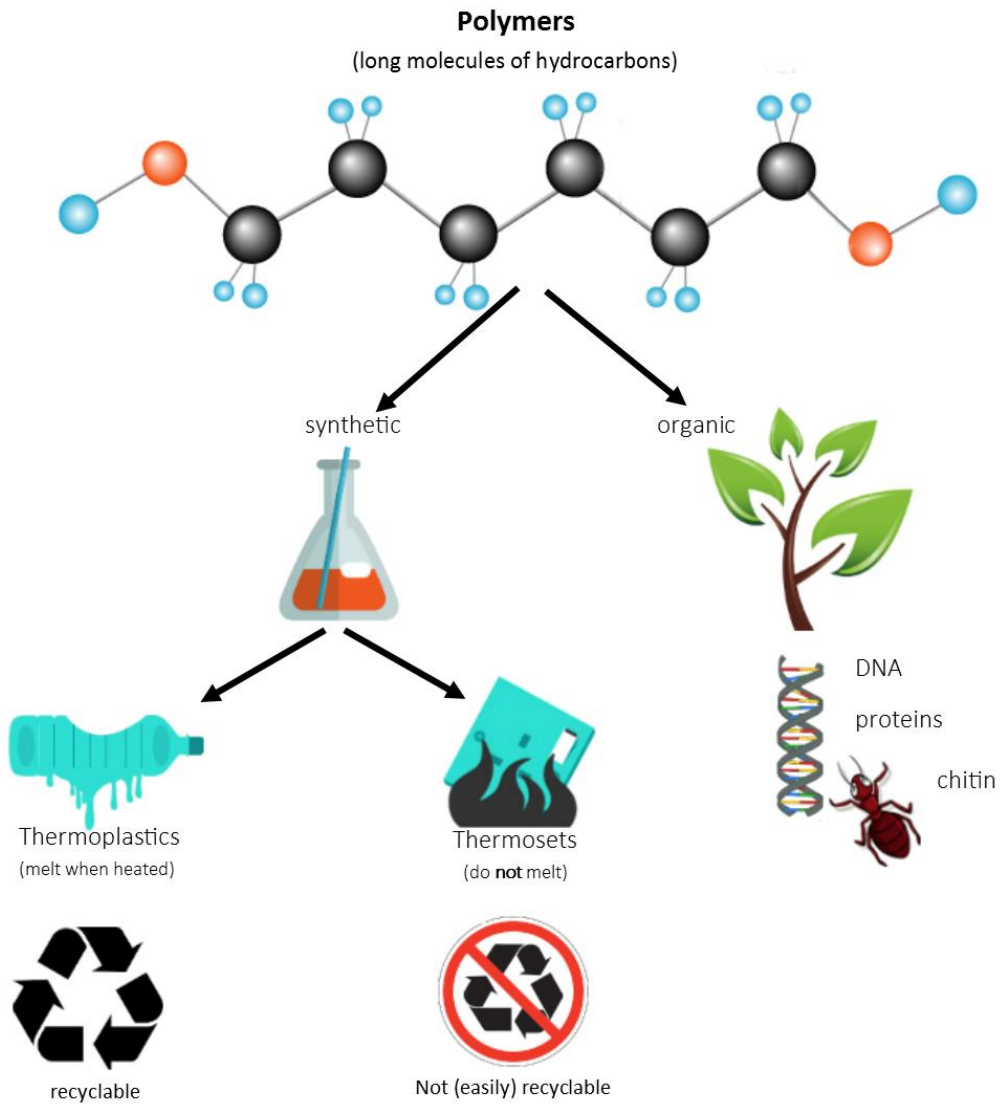 Polymers
(long molecules of hydrocarbons)
synthetic
organic
DNA
proteins
chitin
Thermoplastics
(melt when heated)
Thermosets
(do not melt)
recyclable
Not (easily) recyclable